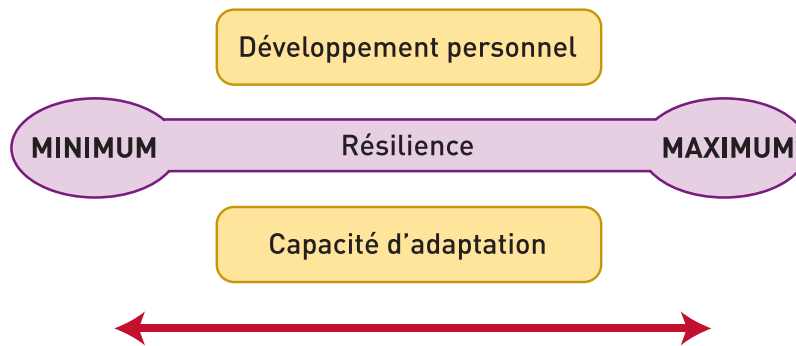 Développement personnel
MINIMUM Résilience MAXIMUM
Capacité d'adaptation